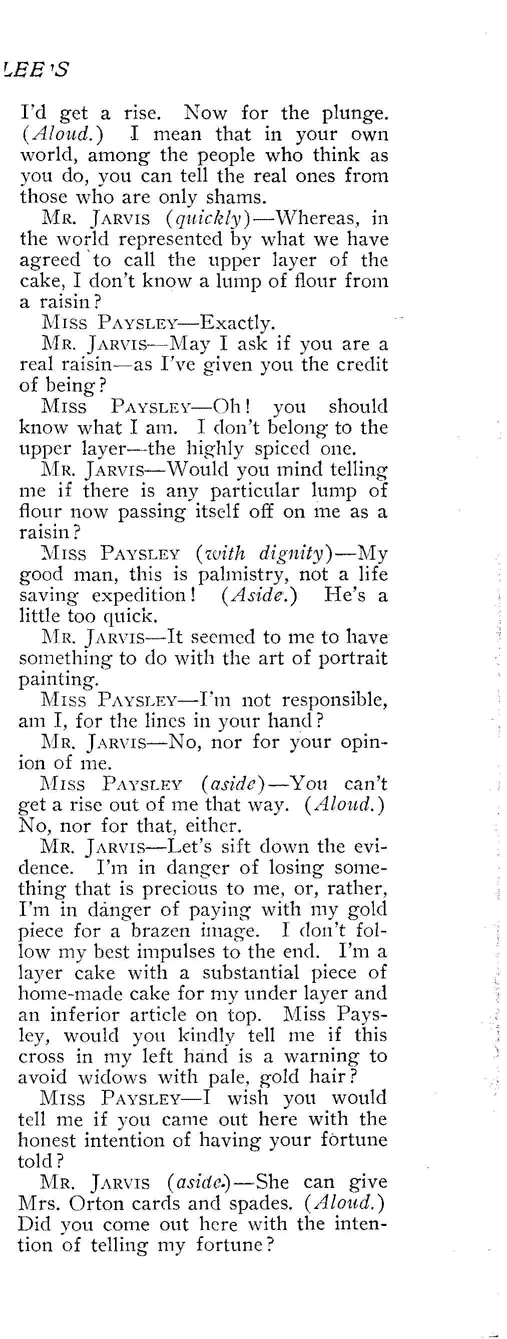 LEE'S
I'd get a rise. Now for the plunge.
(Aloud.) I mean that in your own
world, among the people who think as
you do, you can tell the real ones from
those who are only shams.
MR. JARVIS (quickly)—Whereas, in
the world represented by what we have
agreed to call the upper layer of the
cake, I don't know a lump of flour from
a raisin?
MISS PAYSLEY—Exactly.
MR. JARVIS—May I ask if you are a
real raisin—as I've given you the credit
of being?
MISS PAYSLEY—Oh! you should
know what I am. I don't belong to the
upper layer—the highly spiced one.
MR. JARVIS—Would you mind telling
me if there is any particular lump of
flour now passing itself off on me as a
raisin?
MISS PAYSLEY (with dignity)—My
good man, this is palmistry, not a life
saving expedition! (Aside.) He's a
little too quick.
MR. JARVIS—It seemed to me to have
something to do with the art of portrait
painting.
MISS PAYSLEY—I'm not responsible,
am I, for the lines in your hand?
MR. JARVIS—No, nor for your opin-
ion of me.
MISS PAYSLEY (aside)—You can't
get a rise out of me that way. (Aloud.)
No, nor for that, either.
MR. JARVIS—Let's sift down the evi-
dence. I'm in danger of losing some-
thing that is precious to me, or, rather,
I'm in danger of paying with my gold
piece for a brazen image. I don't fol-
low my best impulses to the end. I'm a
layer cake with a substantial piece of
home-made cake for my under layer and
an inferior article on top. Miss Pays-
ley, would you kindly tell me if this
cross in my left hand is a warning to
avoid widows with pale, gold hair?
MISS PAYSLEY—I wish you would
tell me if you came out here with the
honest intention of having your fortune
told?
MR. JARVIS (aside.)—She can give
Mrs. Orton cards and spades. (Aloud.)
Did you come out here with the inten-
tion of telling my fortune?